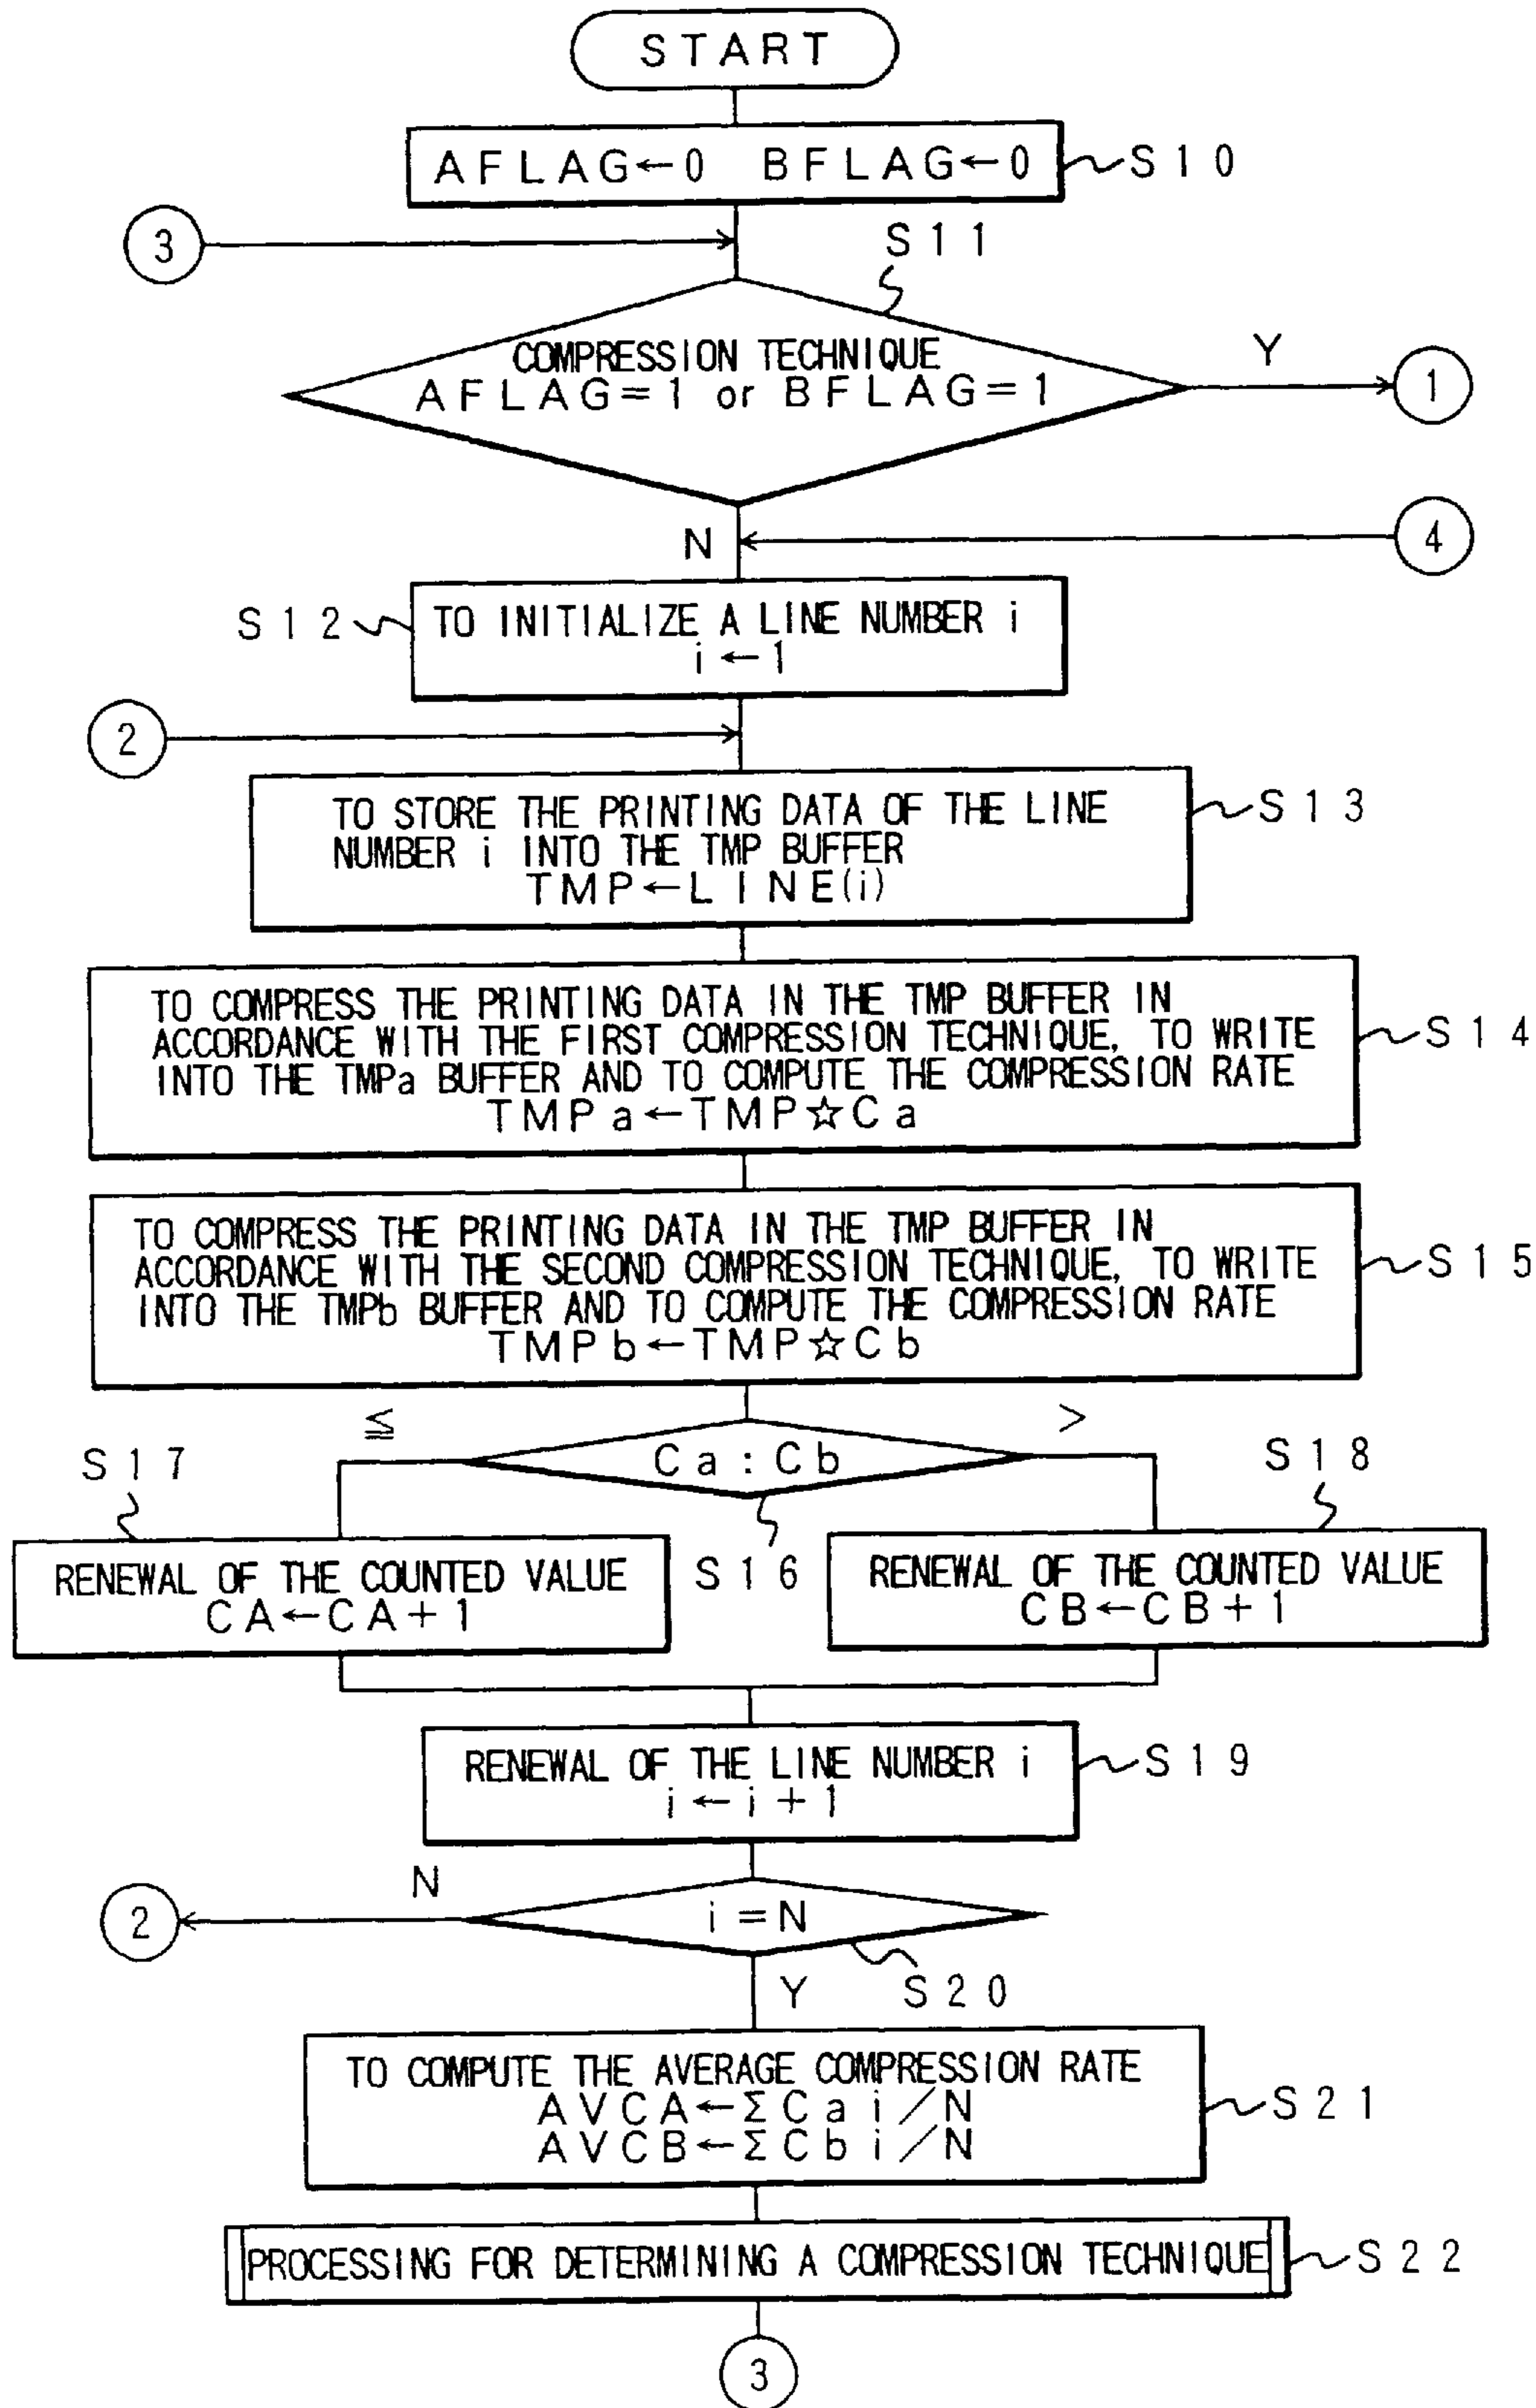 START
AFLAG←0 BFLAG←0
S10
3
S11
COMPRESSION TECHNIQUE
AFLAG=1 or BFLAG=1
Y
1
N
4
S12
TO INITIALIZE A LINE NUMBER i
i←1
2
TO STORE THE PRINTING DATA OF THE LINE
NUMBER i INTO THE TMP BUFFER
TMP←LINE(i)
S13
TO COMPRESS THE PRINTING DATA IN THE TMP BUFFER IN
ACCORDANCE WITH THE FIRST COMPRESSION TECHNIQUE, TO WRITE
INTO THE TMPa BUFFER AND TO COMPUTE THE COMPRESSION RATE
TMPa←TMP☆Ca
S14
TO COMPRESS THE PRINTING DATA IN THE TMP BUFFER IN
ACCORDANCE WITH THE SECOND COMPRESSION TECHNIQUE, TO WRITE
INTO THE TMPb BUFFER AND TO COMPUTE THE COMPRESSION RATE
TMPb←TMP☆Cb
S15
≦
>
Ca:Cb
S16
S17
S18
RENEWAL OF THE COUNTED VALUE
CA←CA+1
RENEWAL OF THE COUNTED VALUE
CB←CB+1
RENEWAL OF THE LINE NUMBER i
i←i+1
S19
N
2
i=N
Y
S20
TO COMPUTE THE AVERAGE COMPRESSION RATE
AVCA←ΣCai/N
AVCB←ΣCbi/N
S21
PROCESSING FOR DETERMINING A COMPRESSION TECHNIQUE
S22
3